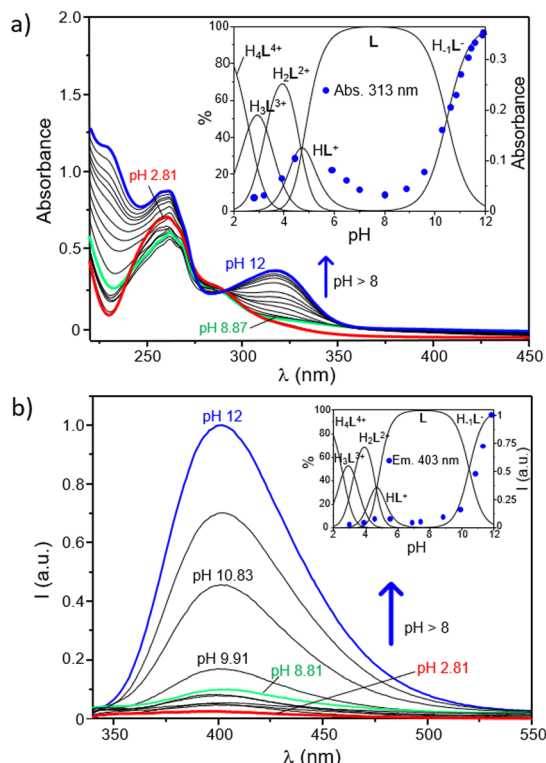 a)
2.0
1.5
1.0
0.5
0
Absorbance
250
300
350
400
450
λ (nm)
pH 2.81
pH 12
pH 8.87
pH > 8
100
80
60
40
20
0
%
H₄L⁴⁺
H₃L³⁺
H₂L²⁺
HL⁺
L
H₋₁L⁻
Abs. 313 nm
0.3
0.2
0.1
0
Absorbance
2
4
6
8
10
12
pH
b)
1.0
0.8
0.6
0.4
0.2
0
I (a.u.)
350
400
450
500
550
λ (nm)
pH 12
pH 10.83
pH 9.91
pH 8.81
pH 2.81
pH > 8
100
80
60
40
20
0
%
H₄L⁴⁺
H₃L³⁺
H₂L²⁺
HL⁺
L
H₋₁L⁻
Em. 403 nm
1
0.75
0.5
0.25
0
I (a.u.)
2
4
6
8
10
12
pH